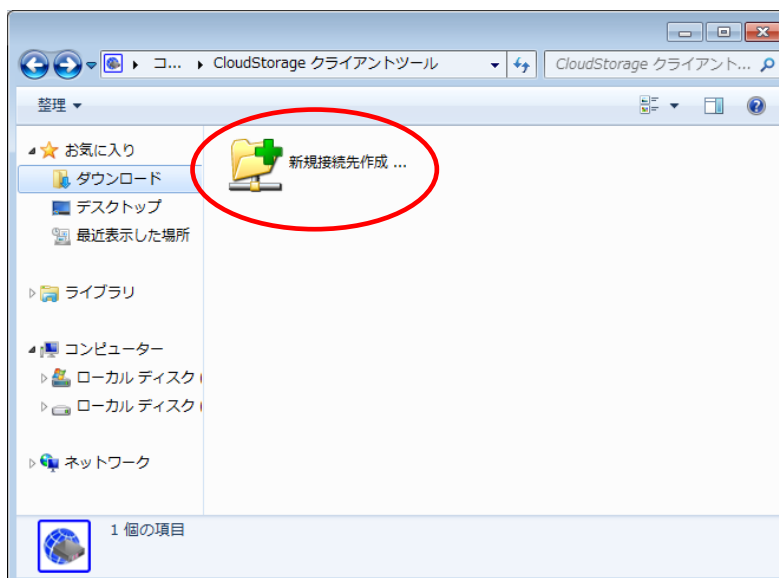 コ... CloudStorage クライアントツール CloudStorage クライアント...
整理
お気に入り
ダウンロード
デスクトップ
最近表示した場所
ライブラリ
コンピューター
ローカル ディスク (
ローカル ディスク (
ネットワーク
新規接続先作成 ...
1 個の項目